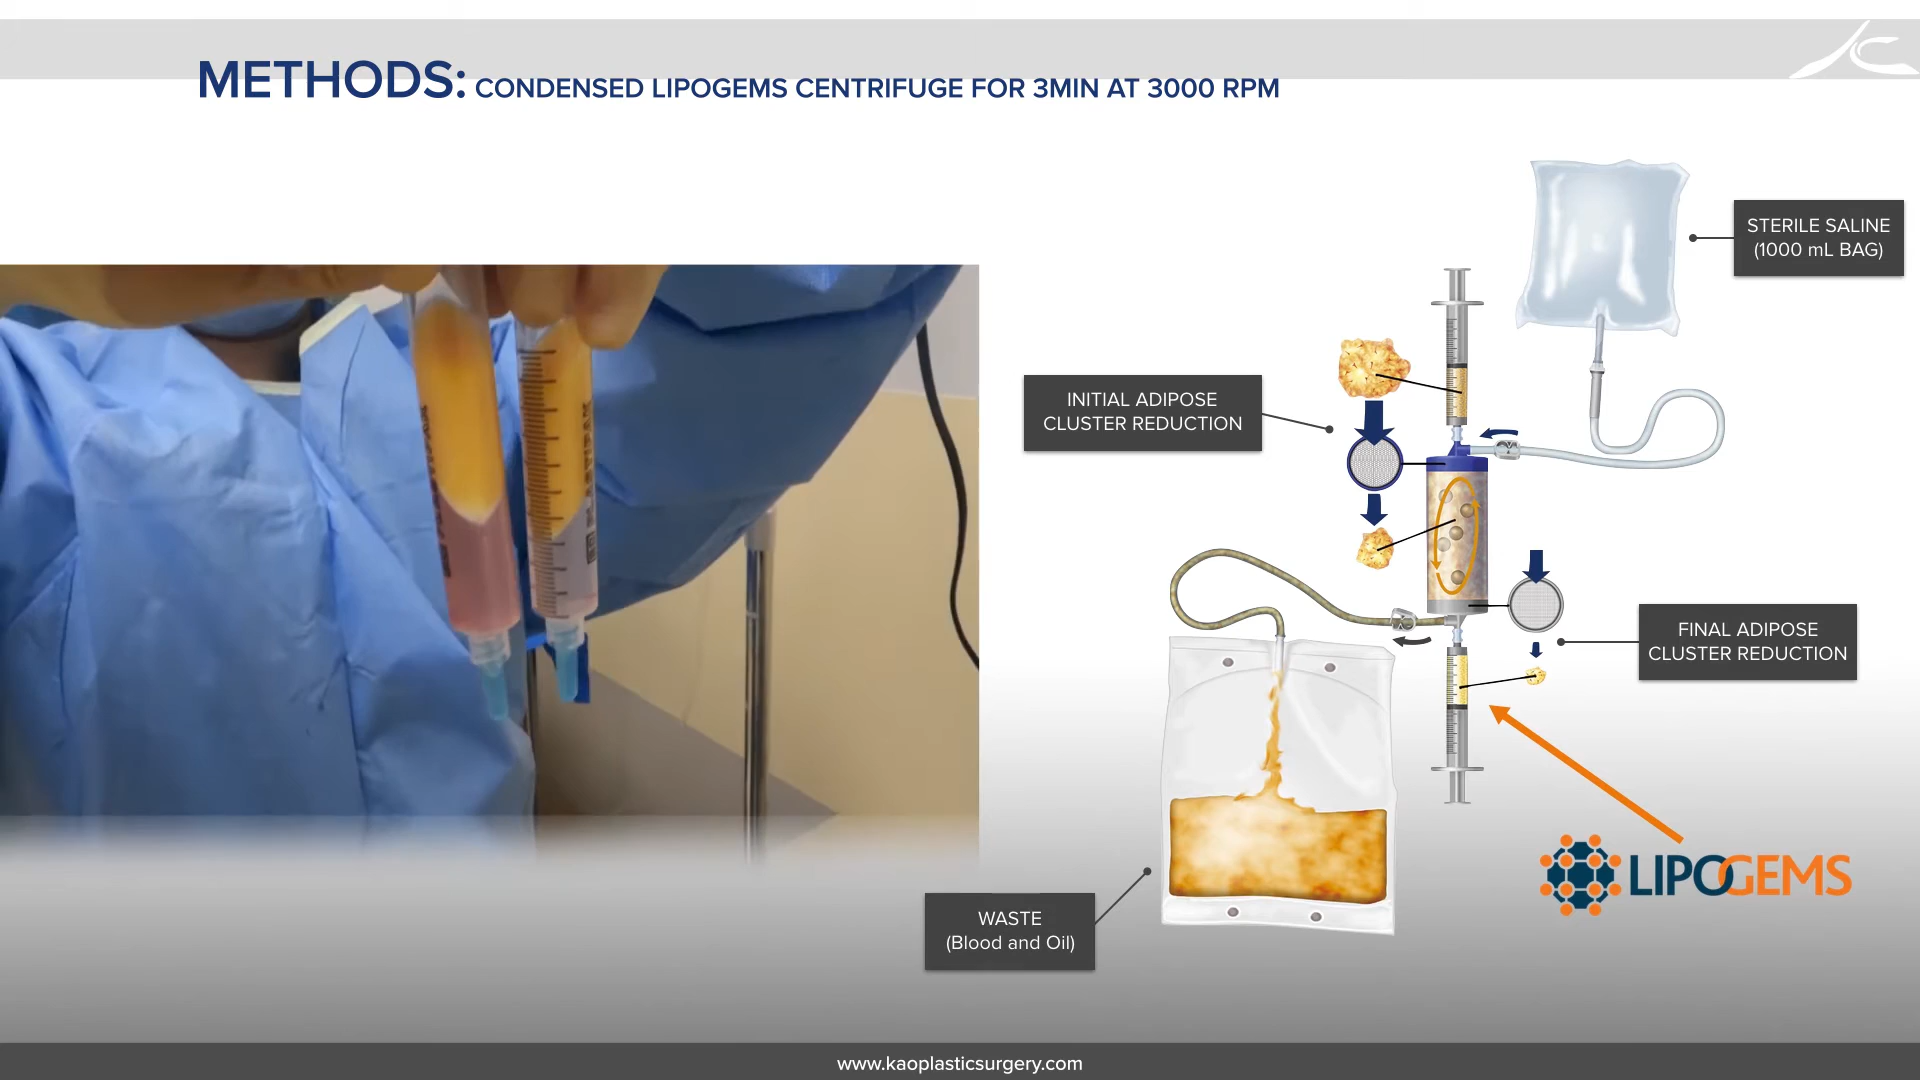 METHODS: CONDENSED LIPOGEMS CENTRIFUGE FOR 3MIN AT 3000 RPM
STERILE SALINE
(1000 mL BAG)
INITIAL ADIPOSE
CLUSTER REDUCTION
FINAL ADIPOSE
CLUSTER REDUCTION
LIPOGEMS
WASTE
(Blood and Oil)
www.kaoplasticsurgery.com